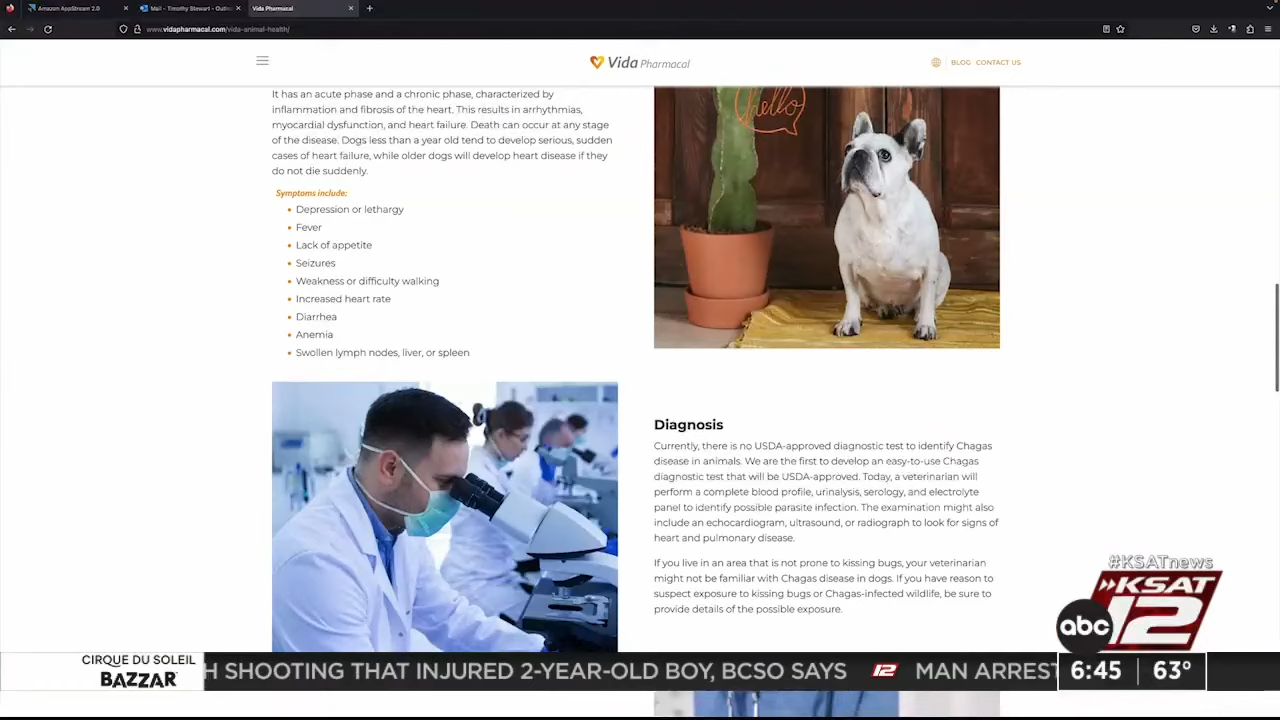 Amazon AppStream 2.0
Mail - Timothy Stewart - Outlo
Vida Pharmacal
www.vidapharmacal.com/vida-animal-health/
Vida Pharmacal
BLOG CONTACT US
It has an acute phase and a chronic phase, characterized by
inflammation and fibrosis of the heart. This results in arrhythmias,
myocardial dysfunction, and heart failure. Death can occur at any stage
of the disease. Dogs less than a year old tend to develop serious, sudden
cases of heart failure, while older dogs will develop heart disease if they
do not die suddenly.
Symptoms include:
Depression or lethargy
Fever
Lack of appetite
Seizures
Weakness or difficulty walking
Increased heart rate
Diarrhea
Anemia
Swollen lymph nodes, liver, or spleen
hello
Diagnosis
Currently, there is no USDA-approved diagnostic test to identify Chagas
disease in animals. We are the first to develop an easy-to-use Chagas
diagnostic test that will be USDA-approved. Today, a veterinarian will
perform a complete blood profile, urinalysis, serology, and electrolyte
panel to identify possible parasite infection. The examination might also
include an echocardiogram, ultrasound, or radiograph to look for signs of
heart and pulmonary disease.
If you live in an area that is not prone to kissing bugs, your veterinarian
might not be familiar with Chagas disease in dogs. If you have reason to
suspect exposure to kissing bugs or Chagas-infected wildlife, be sure to
provide details of the possible exposure.
#KSATnews
KSAT
abc 12
CIRQUE DU SOLEIL
BAZZAR
H SHOOTING THAT INJURED 2-YEAR-OLD BOY, BCSO SAYS 12 MAN ARREST
6:45 63°